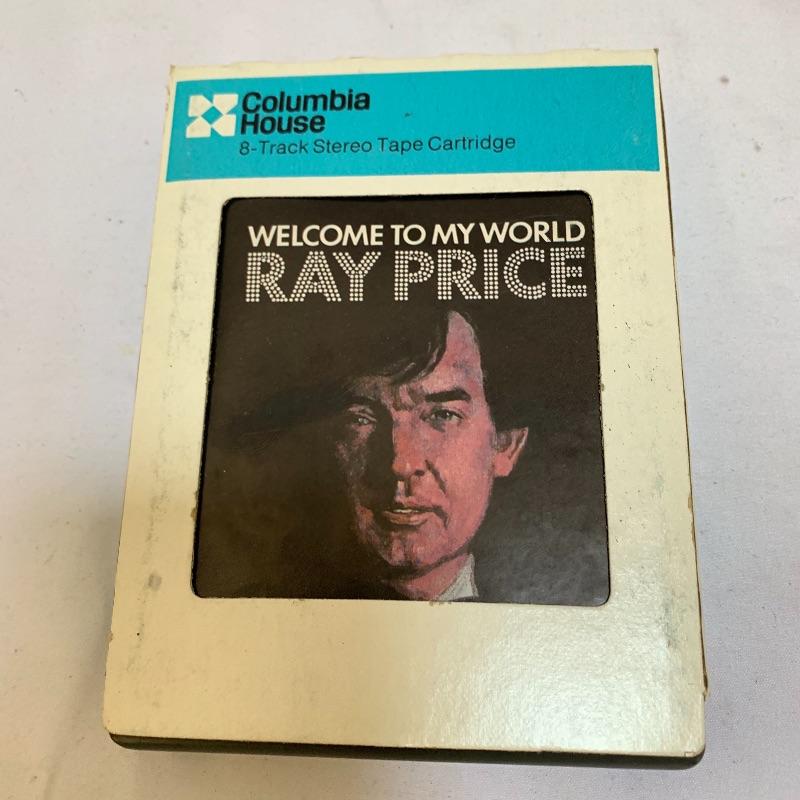 Columbia
House
8-Track Stereo Tape Cartridge
WELCOME TO MY WORLD
RAY PRICE